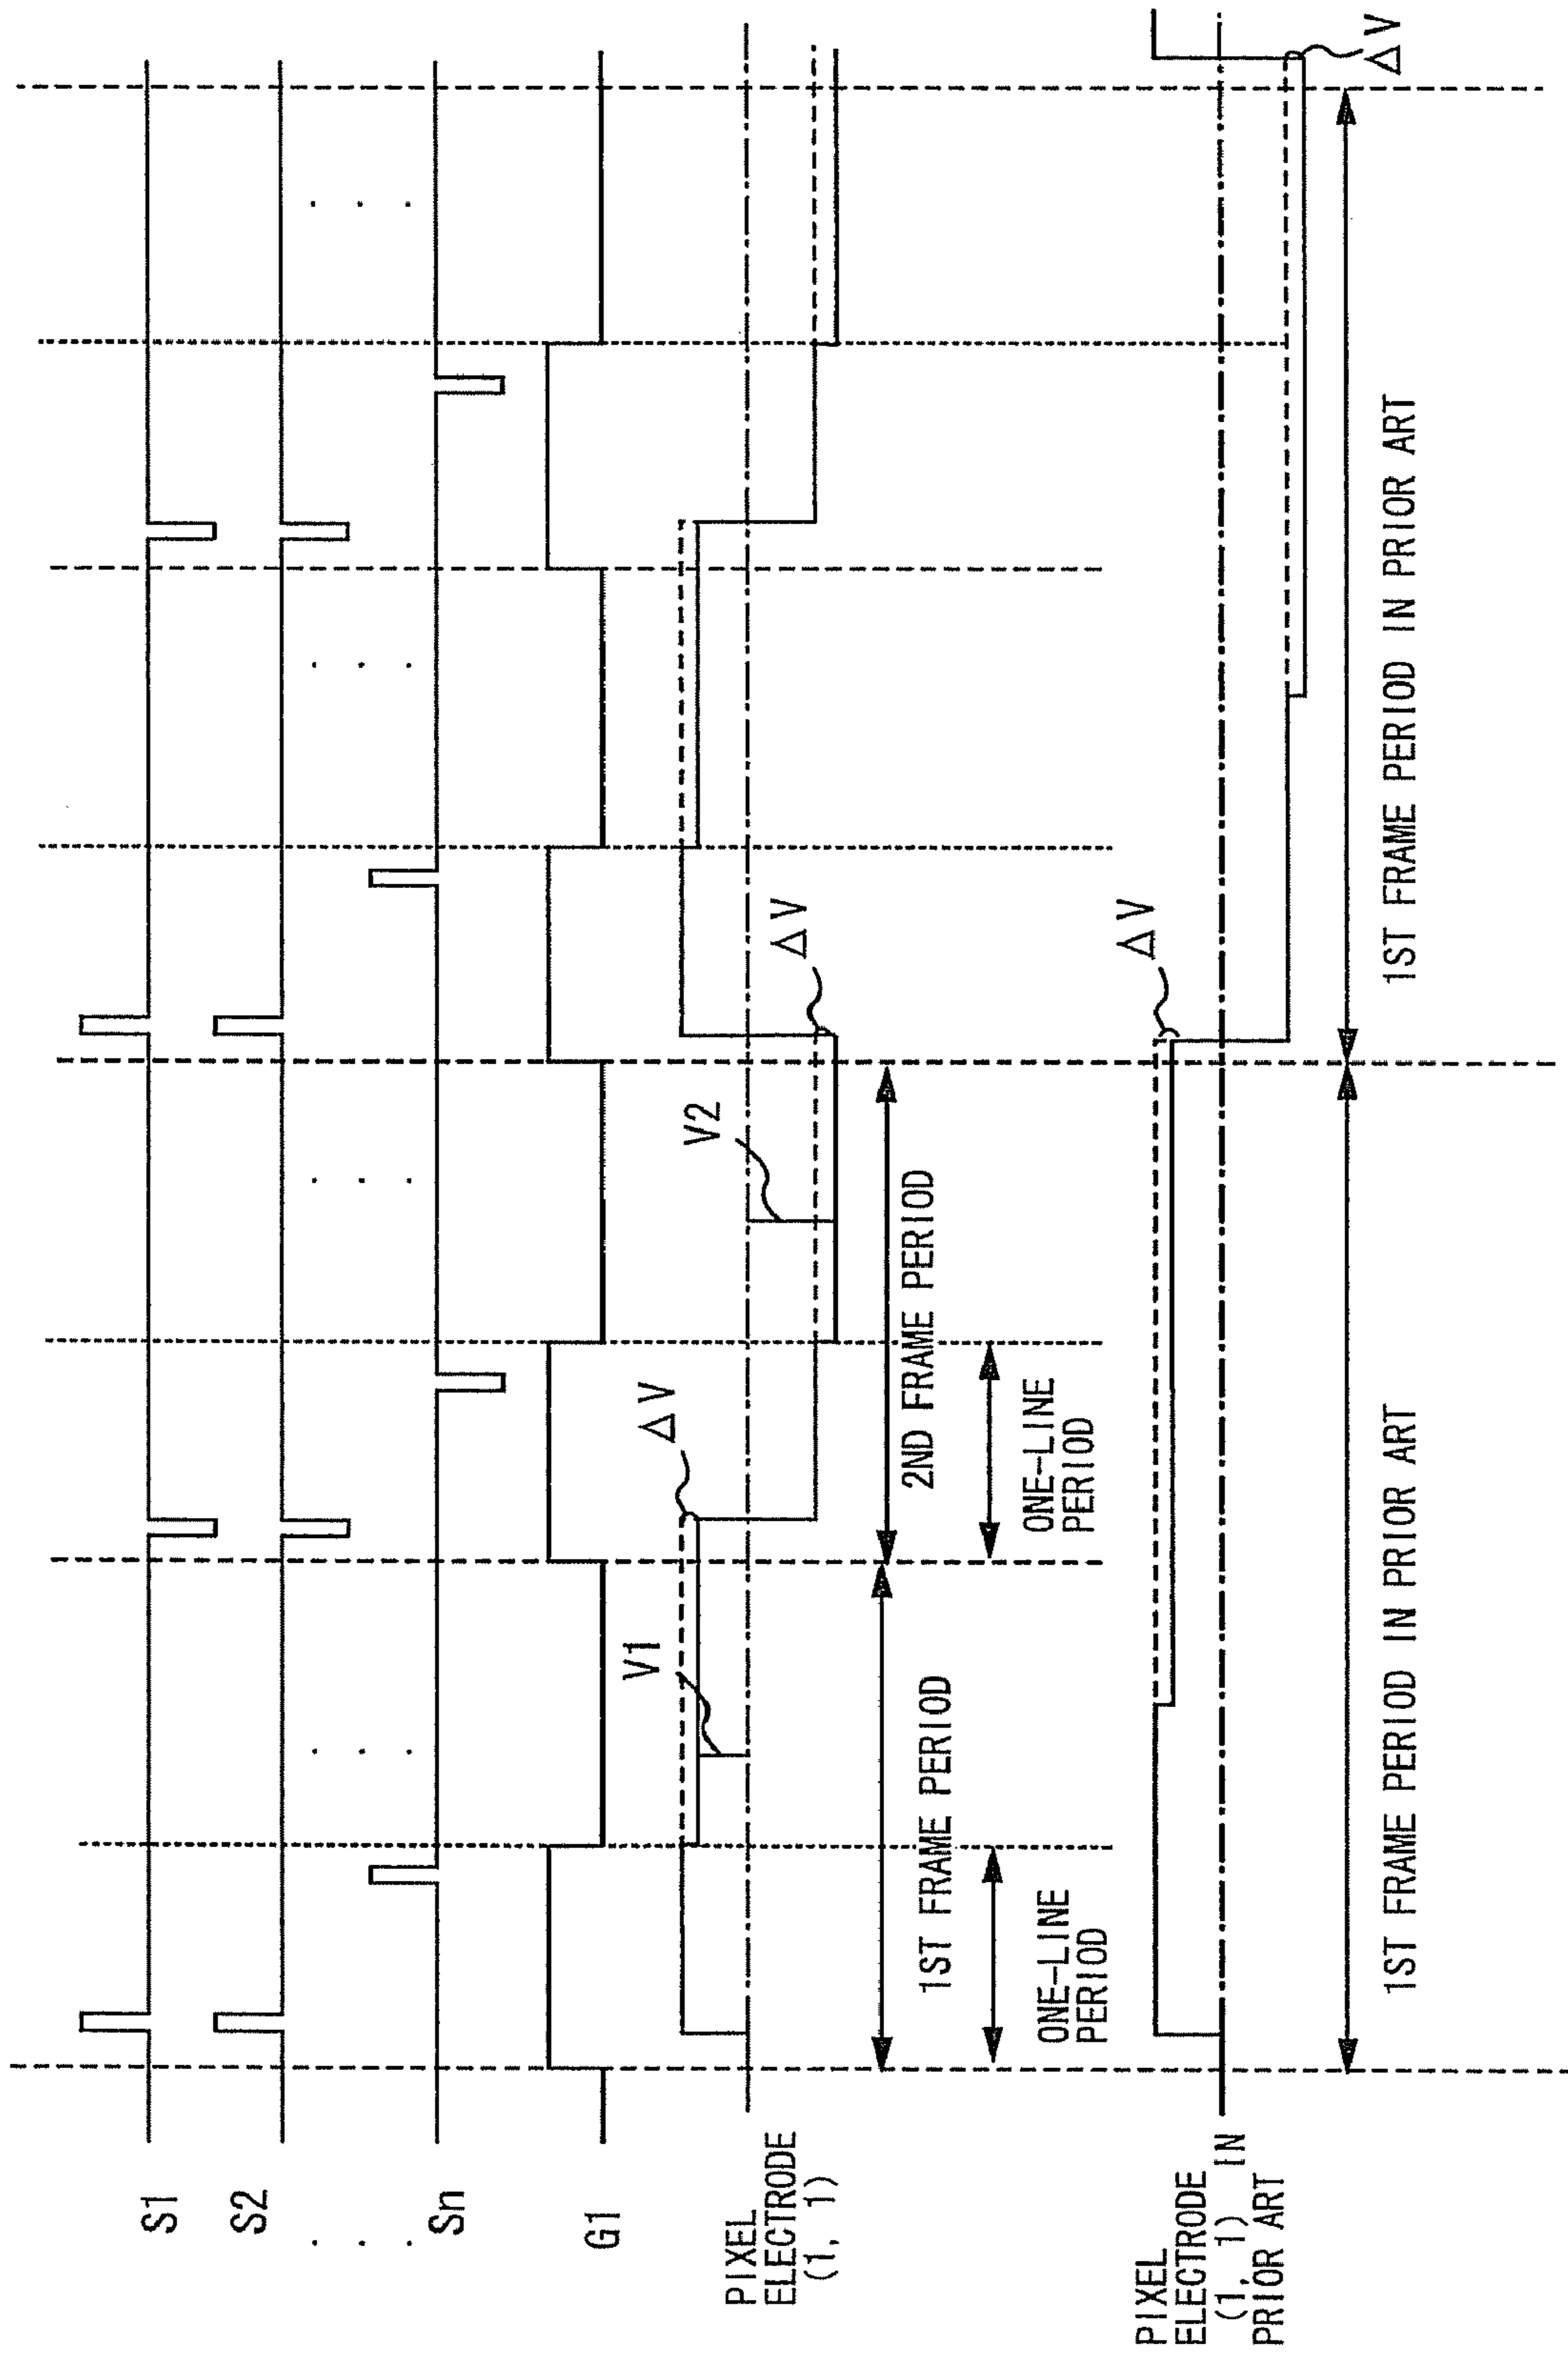 S1
S2
Sn
G1
PIXEL
ELECTRODE
(1, 1)
V1
ΔV
V2
ΔV
1ST FRAME PERIOD
2ND FRAME PERIOD
ONE-LINE
PERIOD
ONE-LINE
PERIOD
PIXEL
ELECTRODE
(1, 1) IN
PRIOR ART
ΔV
ΔV
1ST FRAME PERIOD IN PRIOR ART
1ST FRAME PERIOD IN PRIOR ART